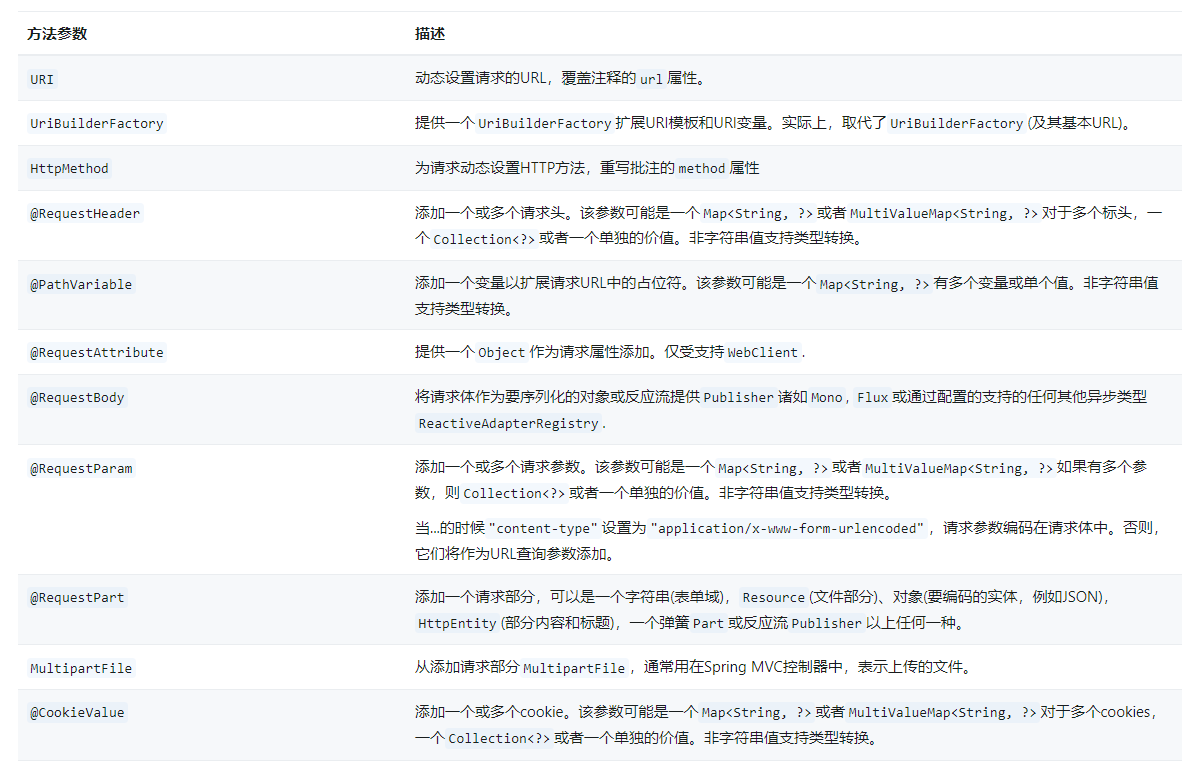 方法参数 描述
URI 动态设置请求的URL，覆盖注释的 url 属性。
UriBuilderFactory 提供一个 UriBuilderFactory 扩展URI模板和URI变量。实际上，取代了 UriBuilderFactory (及其基本URL)。
HttpMethod 为请求动态设置HTTP方法，重写批注的 method 属性
@RequestHeader 添加一个或多个请求头。该参数可能是一个 Map<String, ?> 或者 MultiValueMap<String, ?> 对于多个标头，一
个 Collection<?> 或者一个单独的价值。非字符串值支持类型转换。
@PathVariable 添加一个变量以扩展请求URL中的占位符。该参数可能是一个 Map<String, ?> 有多个变量或单个值。非字符串值
支持类型转换。
@RequestAttribute 提供一个 Object 作为请求属性添加。仅受支持 WebClient .
@RequestBody 将请求体作为要序列化的对象或反应流提供 Publisher 诸如 Mono , Flux 或通过配置的支持的任何其他异步类型
ReactiveAdapterRegistry .
@RequestParam 添加一个或多个请求参数。该参数可能是一个 Map<String, ?> 或者 MultiValueMap<String, ?> 如果有多个参
数，则 Collection<?> 或者一个单独的价值。非字符串值支持类型转换。
当...的时候 "content-type" 设置为 "application/x-www-form-urlencoded" ，请求参数编码在请求体中。否则，
它们将作为URL查询参数添加。
@RequestPart 添加一个请求部分，可以是一个字符串(表单域)， Resource (文件部分)、对象(要编码的实体，例如JSON)，
HttpEntity (部分内容和标题)，一个弹簧 Part 或反应流 Publisher 以上任何一种。
MultipartFile 从添加请求部分 MultipartFile ，通常用在Spring MVC控制器中，表示上传的文件。
@CookieValue 添加一个或多个cookie。该参数可能是一个 Map<String, ?> 或者 MultiValueMap<String, ?> 对于多个cookies，
一个 Collection<?> 或者一个单独的价值。非字符串值支持类型转换。